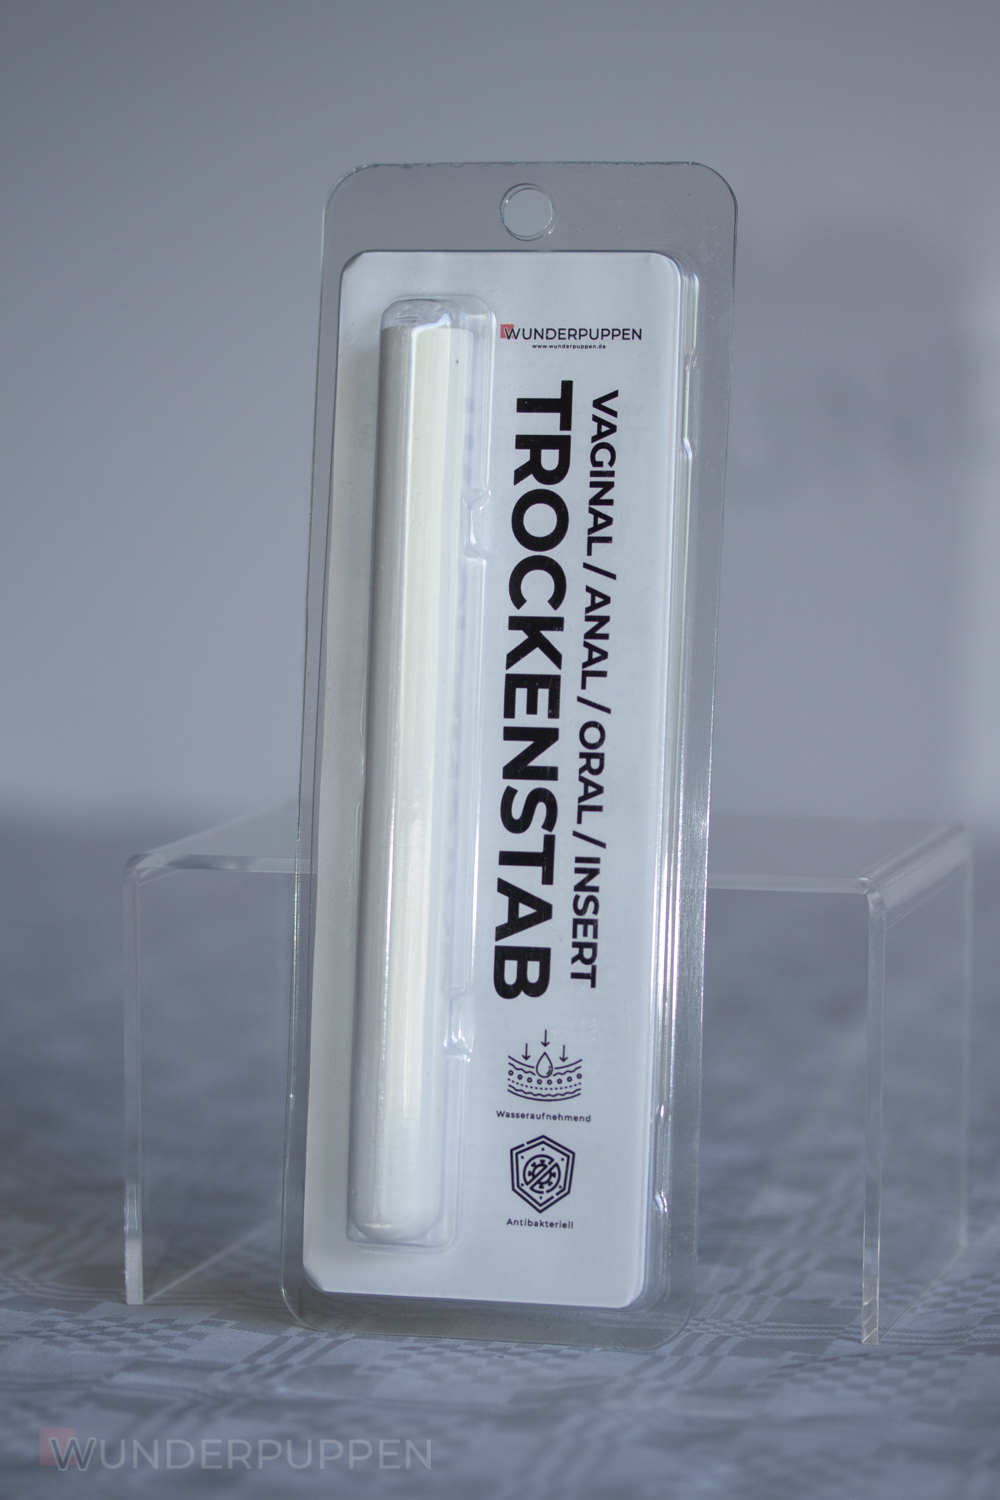 WUNDERPUPPEN
www.wunderpuppen.de
VAGINAL / ANAL / ORAL / INSERT
TROCKENSTAB
Wasseraufnehmend
Antibakteriell
WUNDERPUPPEN